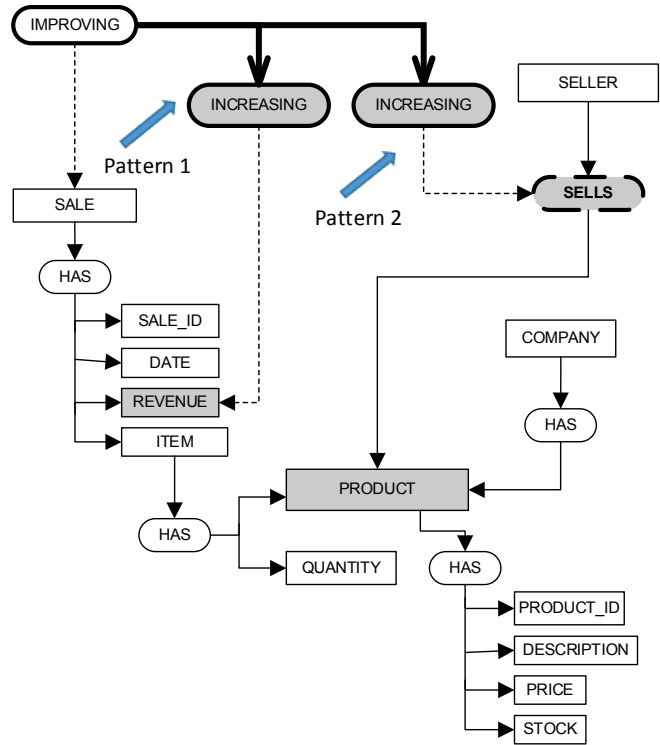 IMPROVING
INCREASING
INCREASING
SELLER
Pattern 1
Pattern 2
SELLS
SALE
HAS
SALE_ID
DATE
REVENUE
ITEM
COMPANY
HAS
PRODUCT
HAS
QUANTITY
HAS
PRODUCT_ID
DESCRIPTION
PRICE
STOCK